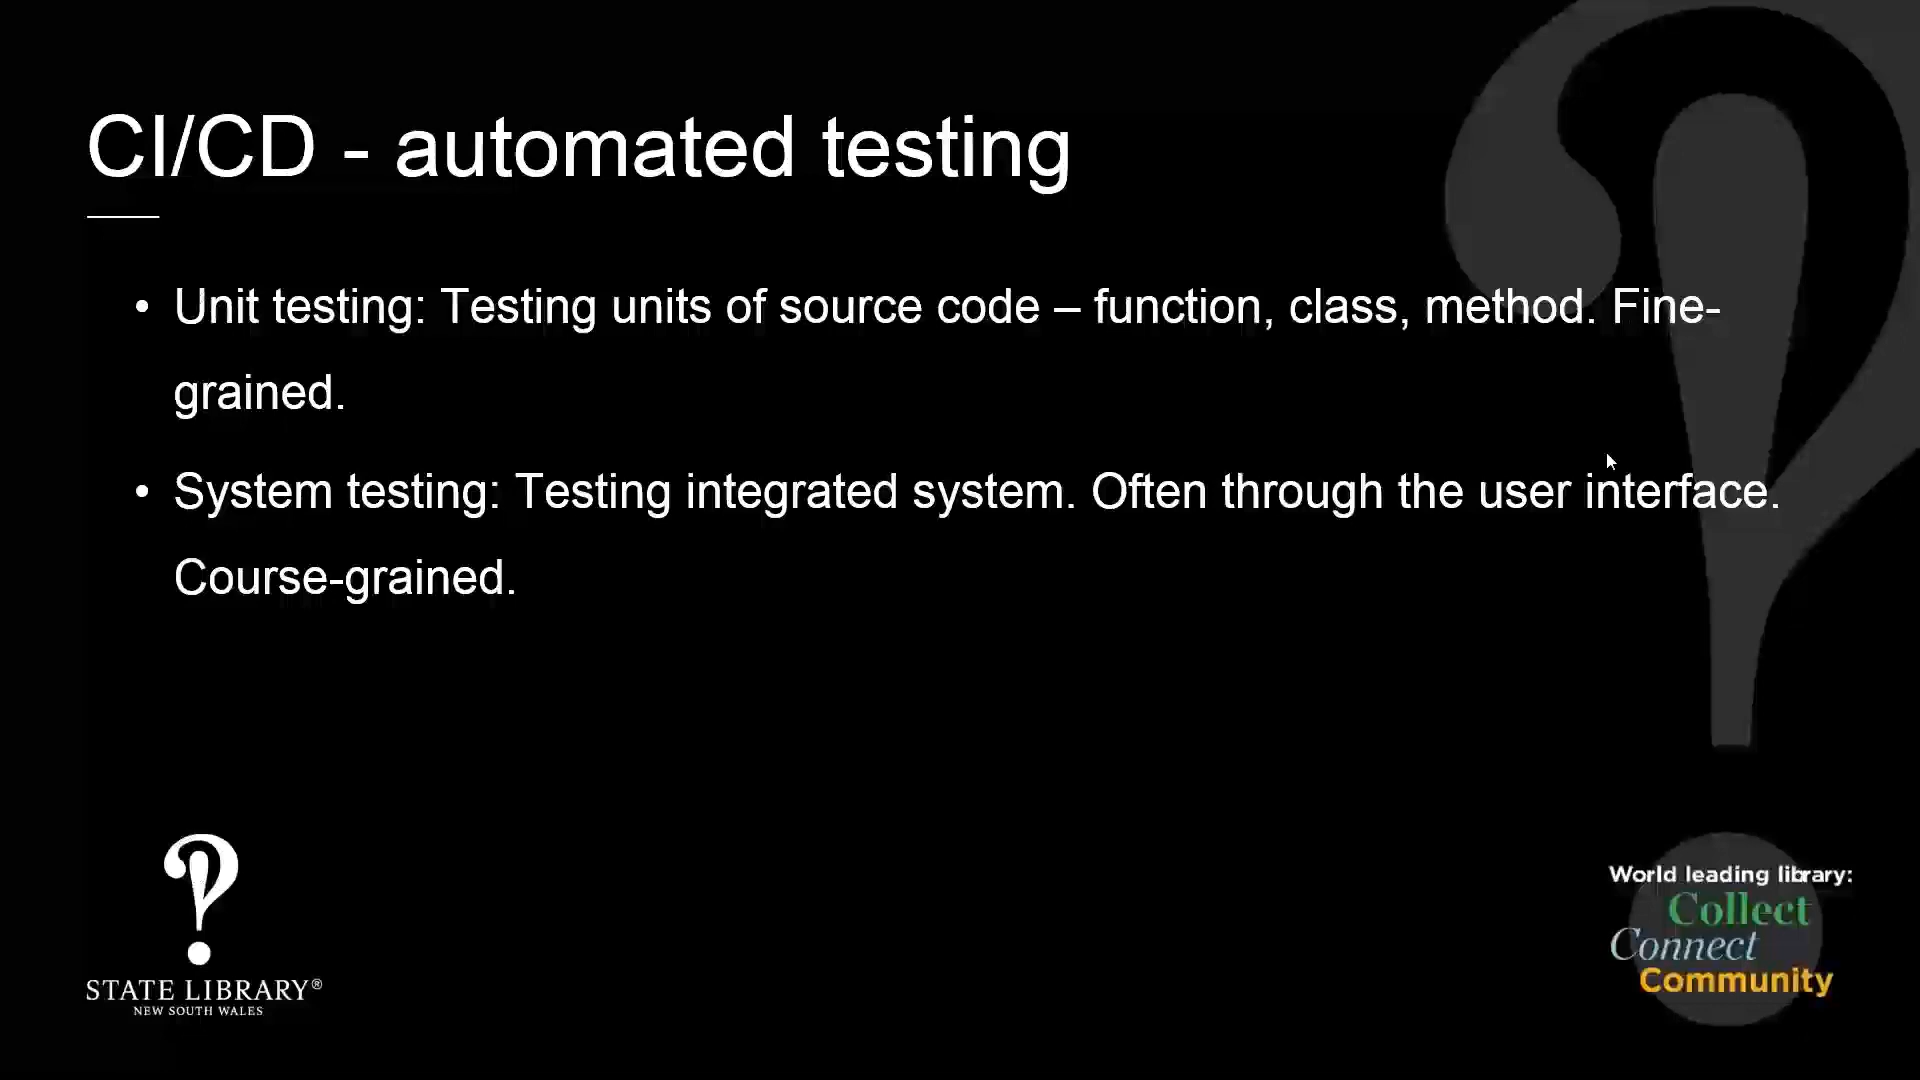 CI/CD - automated testing
• Unit testing: Testing units of source code – function, class, method. Fine-
grained.
• System testing: Testing integrated system. Often through the user interface.
Course-grained.
STATE LIBRARY®
NEW SOUTH WALES
World leading library:
Collect
Connect
Community